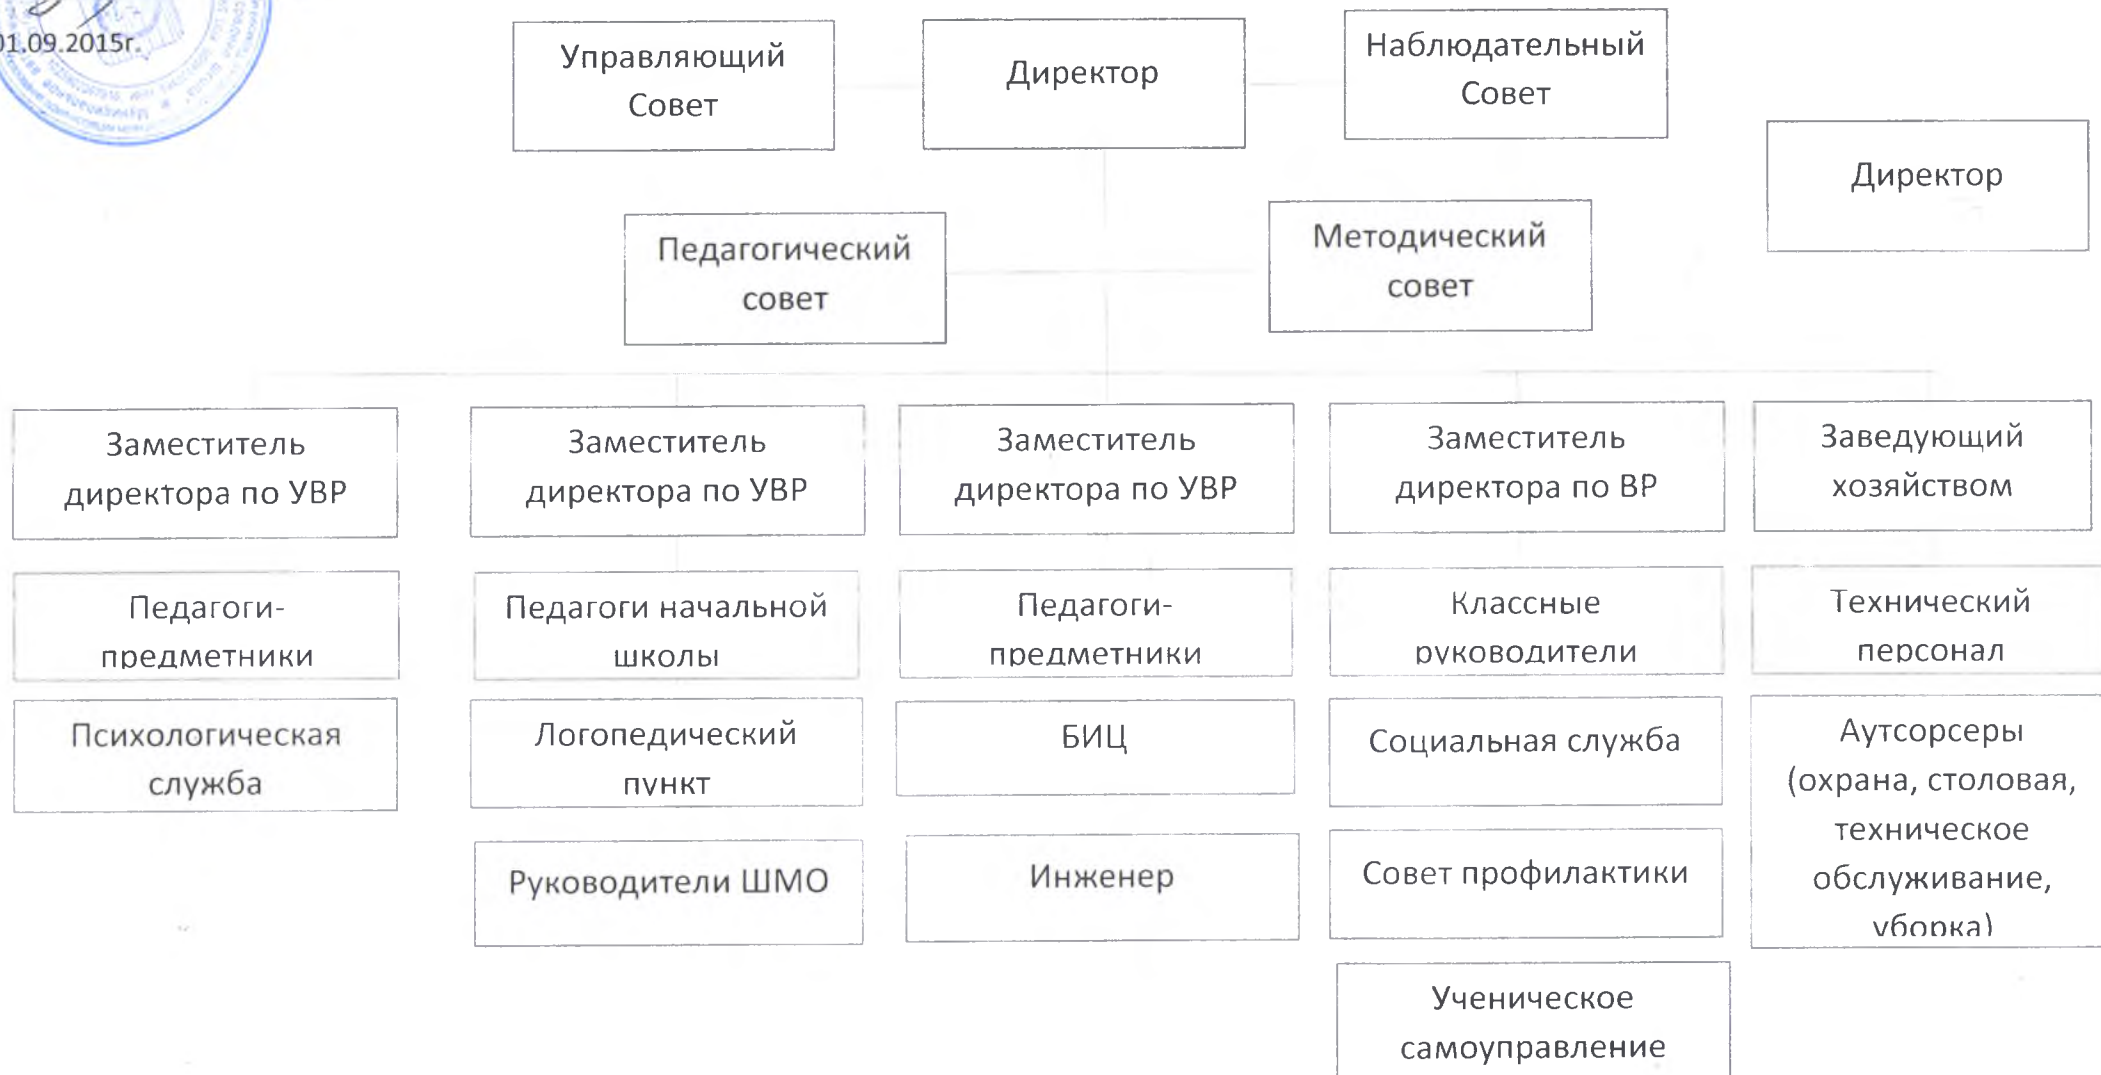 01.09.2015г.
Управляющий
Совет
Директор
Наблюдательный
Совет
Директор
Педагогический
совет
Методический
совет
Заместитель
директора по УВР
Заместитель
директора по УВР
Заместитель
директора по УВР
Заместитель
директора по ВР
Заведующий
хозяйством
Педагоги-
предметники
Педагоги начальной
школы
Педагоги-
предметники
Классные
руководители
Технический
персонал
Психологическая
служба
Логопедический
пункт
БИЦ
Социальная служба
Аутсорсеры
(охрана, столовая,
техническое
обслуживание,
уборка)
Руководители ШМО
Инженер
Совет профилактики
Ученическое
самоуправление